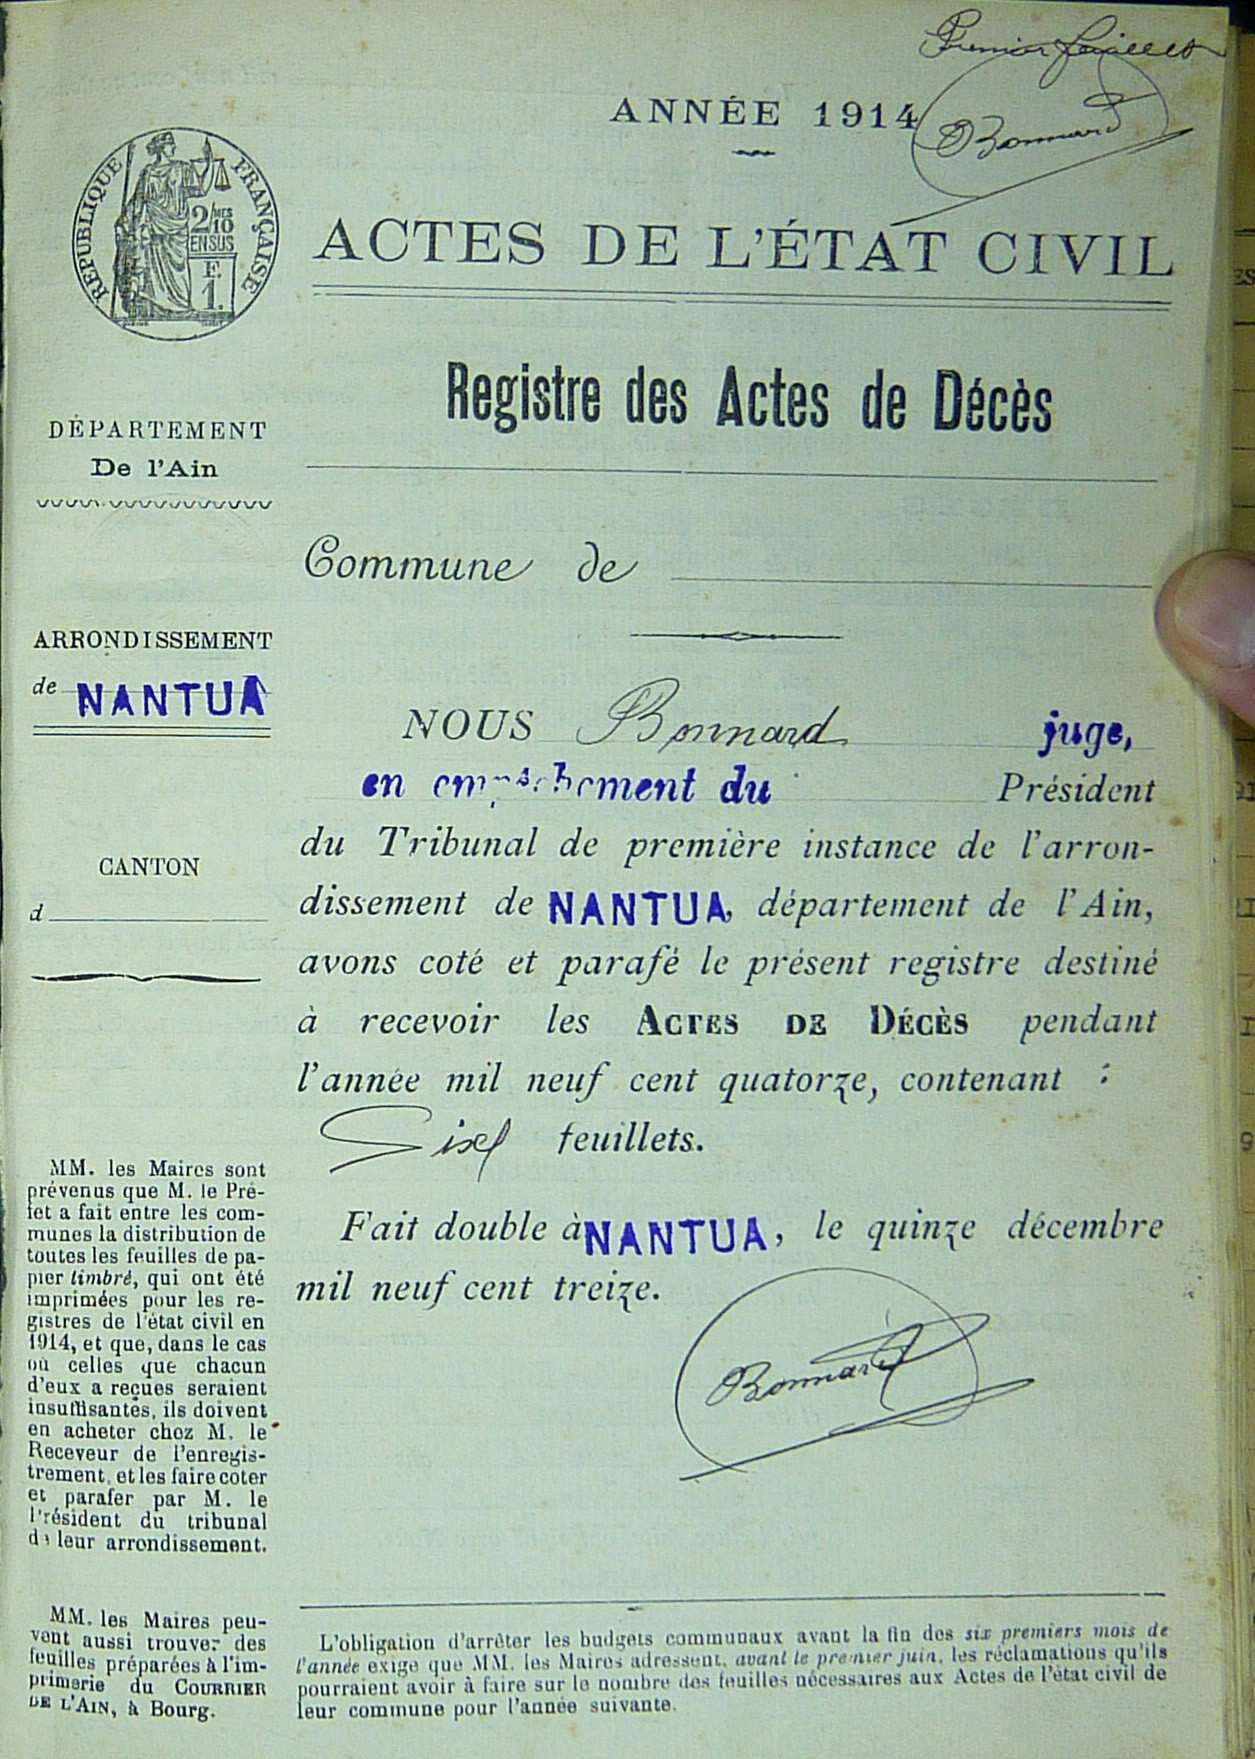 Premier feuillet
Bonnard
ANNÉE 1914
RÉPUBLIQUE FRANÇAISE
2/10 MES
EN SUS
F.
1.
ACTES DE L'ÉTAT CIVIL
Registre des Actes de Décès
DÉPARTEMENT
De l'Ain
Commune de
ARRONDISSEMENT
de NANTUA
CANTON
d
NOUS Bonnard juge,
en empêchement du Président
du Tribunal de première instance de l'arron-
dissement de NANTUA, département de l'Ain,
avons coté et parafé le présent registre destiné
à recevoir les ACTES DE DÉCÈS pendant
l'année mil neuf cent quatorze, contenant :
feuillets.
Fait double à NANTUA, le quinze décembre
mil neuf cent treize.
Bonnard
MM. les Maires sont
prévenus que M. le Pré-
fet a fait entre les com-
munes la distribution de
toutes les feuilles de pa-
pier timbré, qui ont été
imprimées pour les re-
gistres de l'état civil en
1914, et que, dans le cas
où celles que chacun
d'eux a reçues seraient
insuffisantes, ils doivent
en acheter chez M. le
Receveur de l'enregis-
trement, et les faire coter
et parafer par M. le
Président du tribunal
de leur arrondissement.
MM. les Maires peu-
vent aussi trouver des
feuilles préparées à l'im-
primerie du COURRIER
DE L'AIN, à Bourg.
L'obligation d'arrêter les budgets communaux avant la fin des six premiers mois de
l'année exige que MM. les Maires adressent, avant le premier juin, les réclamations qu'ils
pourraient avoir à faire sur le nombre des feuilles nécessaires aux Actes de l'état civil de
leur commune pour l'année suivante.